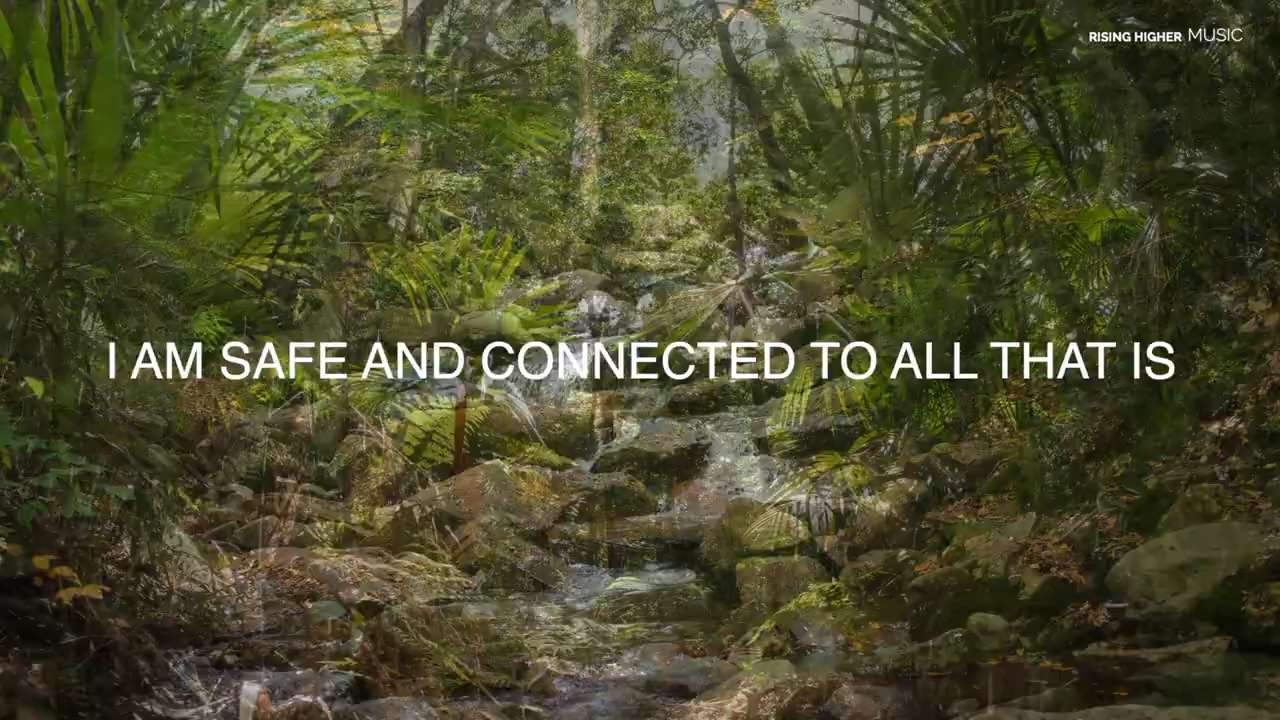 RISING HIGHER MUSIC
I AM SAFE AND CONNECTED TO ALL THAT IS